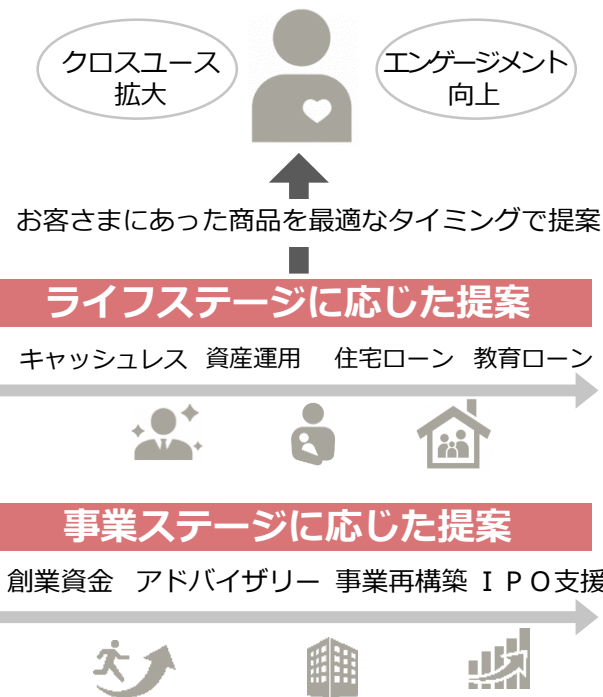 クロスユース
拡大
エンゲージメント
向上
お客さまにあった商品を最適なタイミングで提案
ライフステージに応じた提案
キャッシュレス 資産運用 住宅ローン 教育ローン
事業ステージに応じた提案
創業資金 アドバイザリー 事業再構築 ＩＰＯ支援